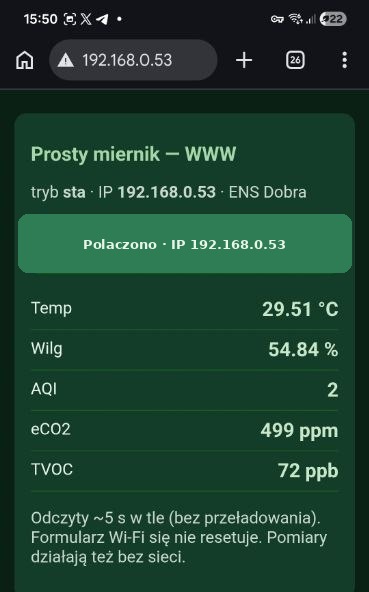 15:50
22
192.168.0.53
26
Prosty miernik — WWW
tryb sta · IP 192.168.0.53 · ENS Dobra
Polaczono · IP 192.168.0.53
Temp 29.51 °C
Wilg 54.84 %
AQI 2
eCO2 499 ppm
TVOC 72 ppb
Odczyty ~5 s w tle (bez przeładowania).
Formularz Wi-Fi się nie resetuje. Pomiary
działają też bez sieci.